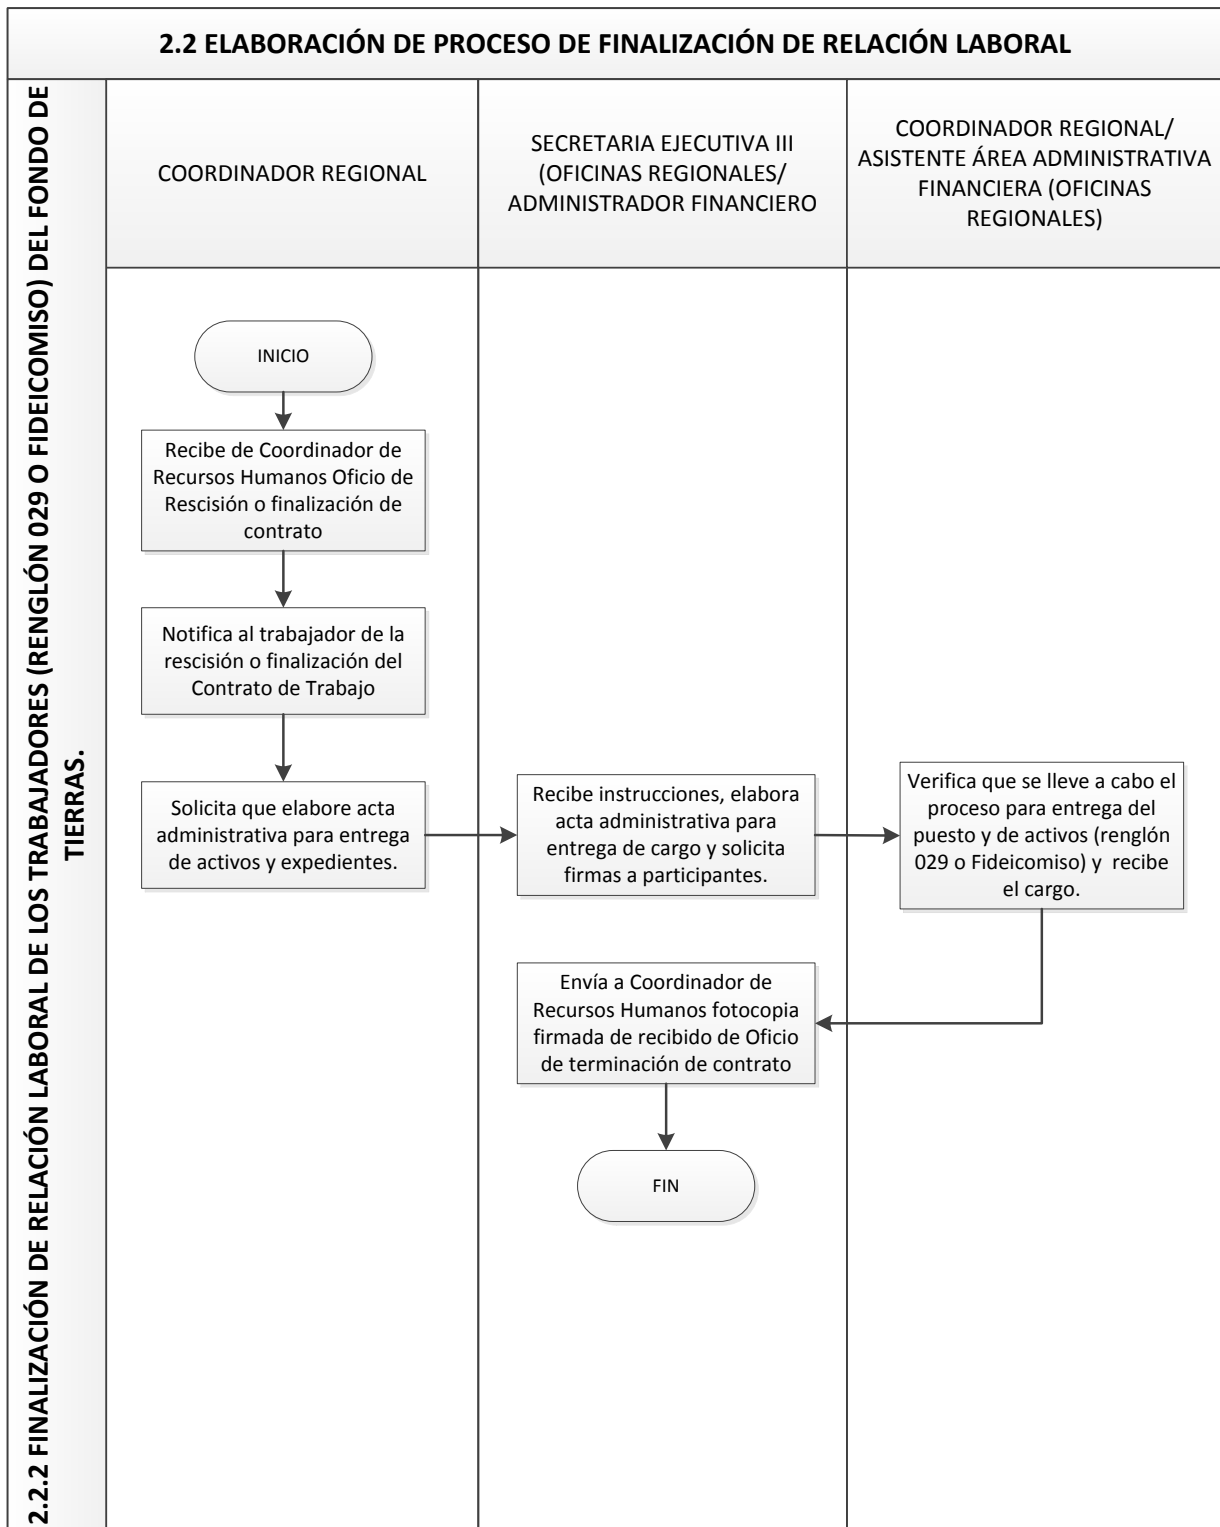 2.2 ELABORACIÓN DE PROCESO DE FINALIZACIÓN DE RELACIÓN LABORAL
2.2.2 FINALIZACIÓN DE RELACIÓN LABORAL DE LOS TRABAJADORES (RENGLÓN 029 O FIDEICOMISO) DEL FONDO DE
TIERRAS.
COORDINADOR REGIONAL
SECRETARIA EJECUTIVA III
(OFICINAS REGIONALES/
ADMINISTRADOR FINANCIERO
COORDINADOR REGIONAL/
ASISTENTE ÁREA ADMINISTRATIVA
FINANCIERA (OFICINAS
REGIONALES)
INICIO
Recibe de Coordinador de
Recursos Humanos Oficio de
Rescisión o finalización de
contrato
Notifica al trabajador de la
rescisión o finalización del
Contrato de Trabajo
Solicita que elabore acta
administrativa para entrega
de activos y expedientes.
Recibe instrucciones, elabora
acta administrativa para
entrega de cargo y solicita
firmas a participantes.
Verifica que se lleve a cabo el
proceso para entrega del
puesto y de activos (renglón
029 o Fideicomiso) y recibe
el cargo.
Envía a Coordinador de
Recursos Humanos fotocopia
firmada de recibido de Oficio
de terminación de contrato
FIN